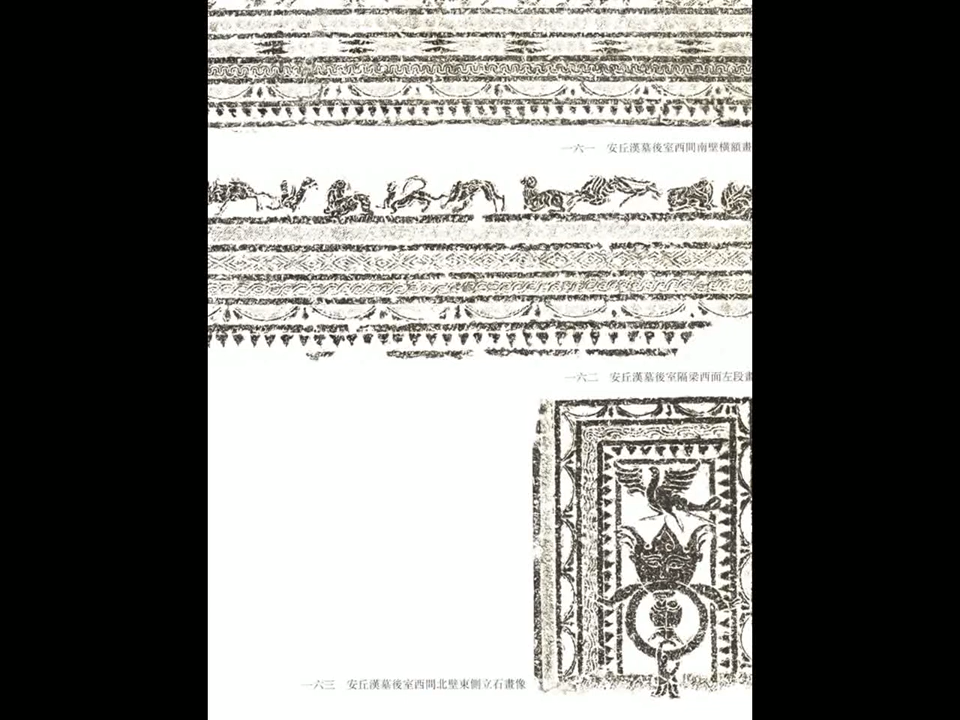 一六一 安丘漢墓後室西間南壁橫額畫
一六二 安丘漢墓後室隔梁西面左段畫
一六三 安丘漢墓後室西間北壁東側立石畫像